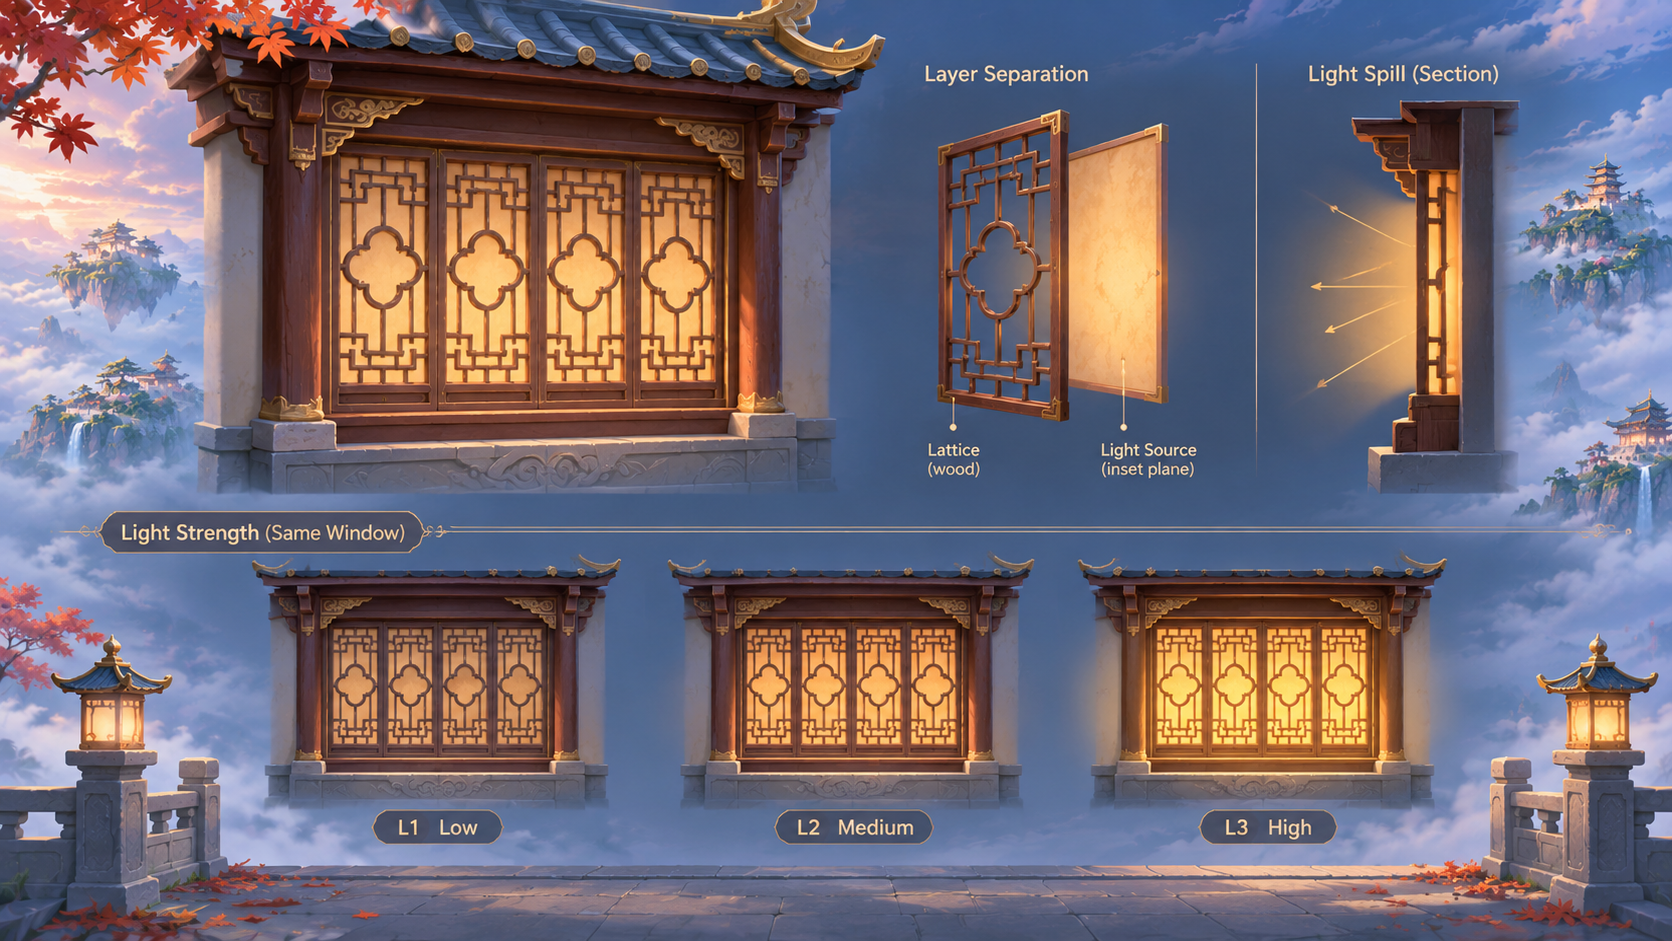 Layer Separation
Light Spill (Section)
Lattice
(wood)
Light Source
(inset plane)
Light Strength (Same Window)
L1 Low
L2 Medium
L3 High